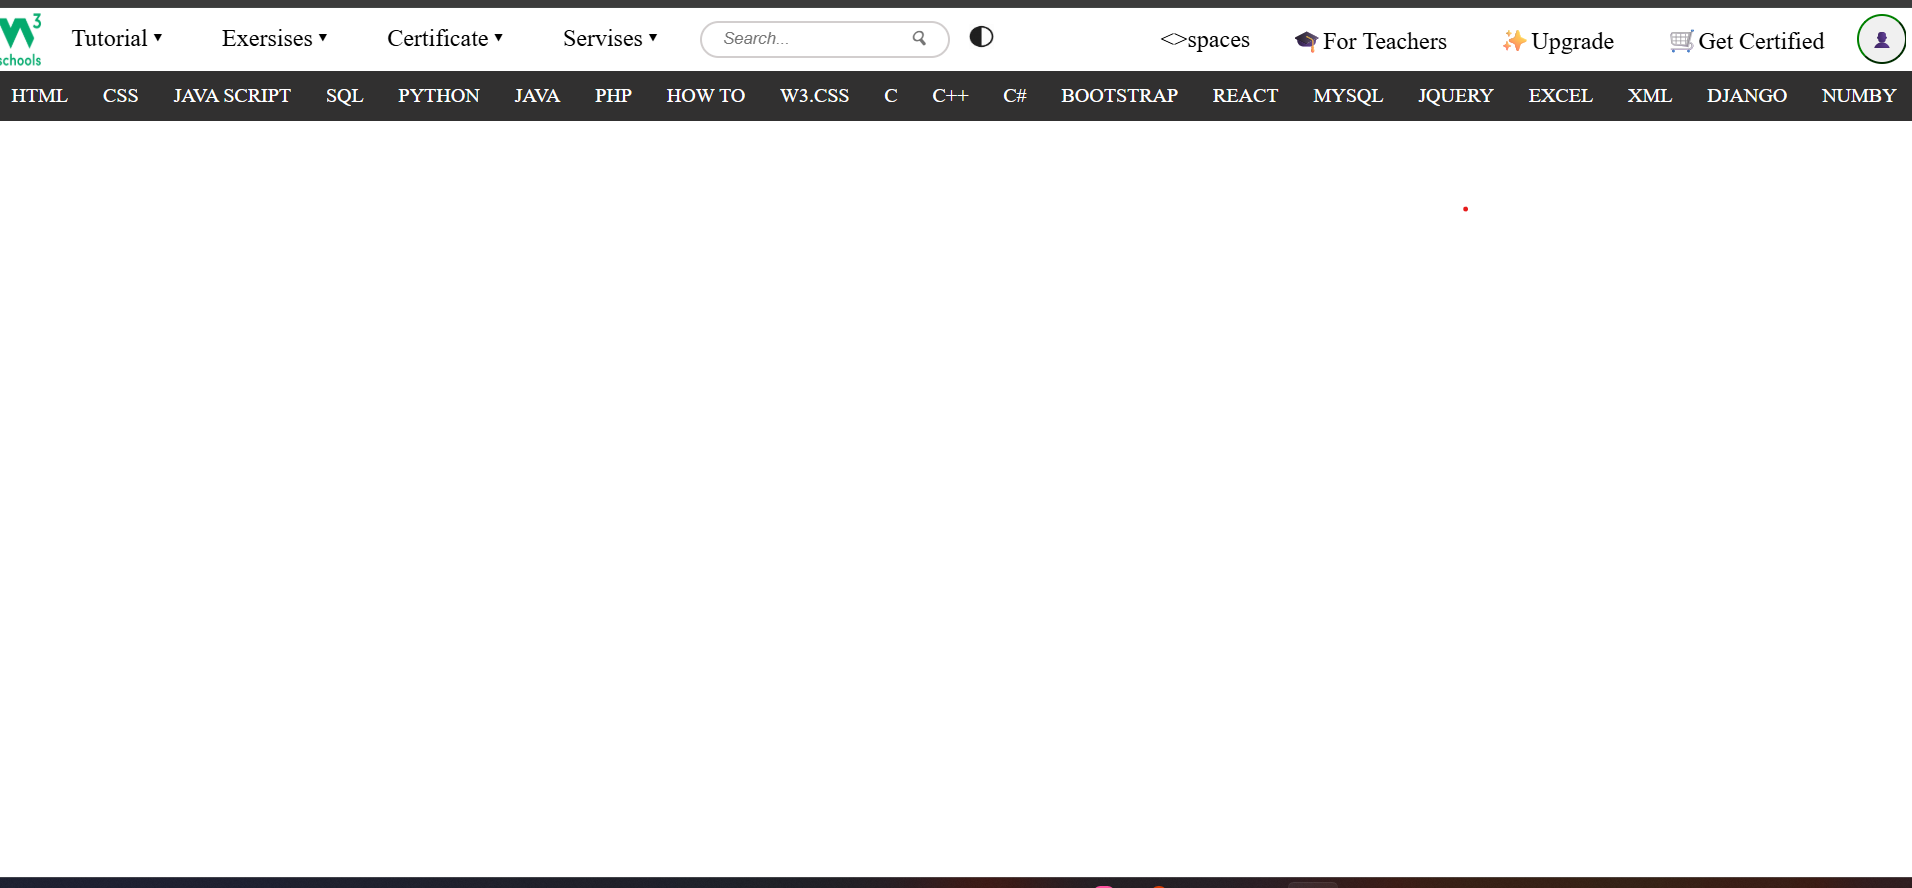 W3
schools
Tutorial ▾ Exersises ▾ Certificate ▾ Servises ▾ Search... <>spaces For Teachers Upgrade Get Certified
HTML CSS JAVA SCRIPT SQL PYTHON JAVA PHP HOW TO W3.CSS C C++ C# BOOTSTRAP REACT MYSQL JQUERY EXCEL XML DJANGO NUMBY